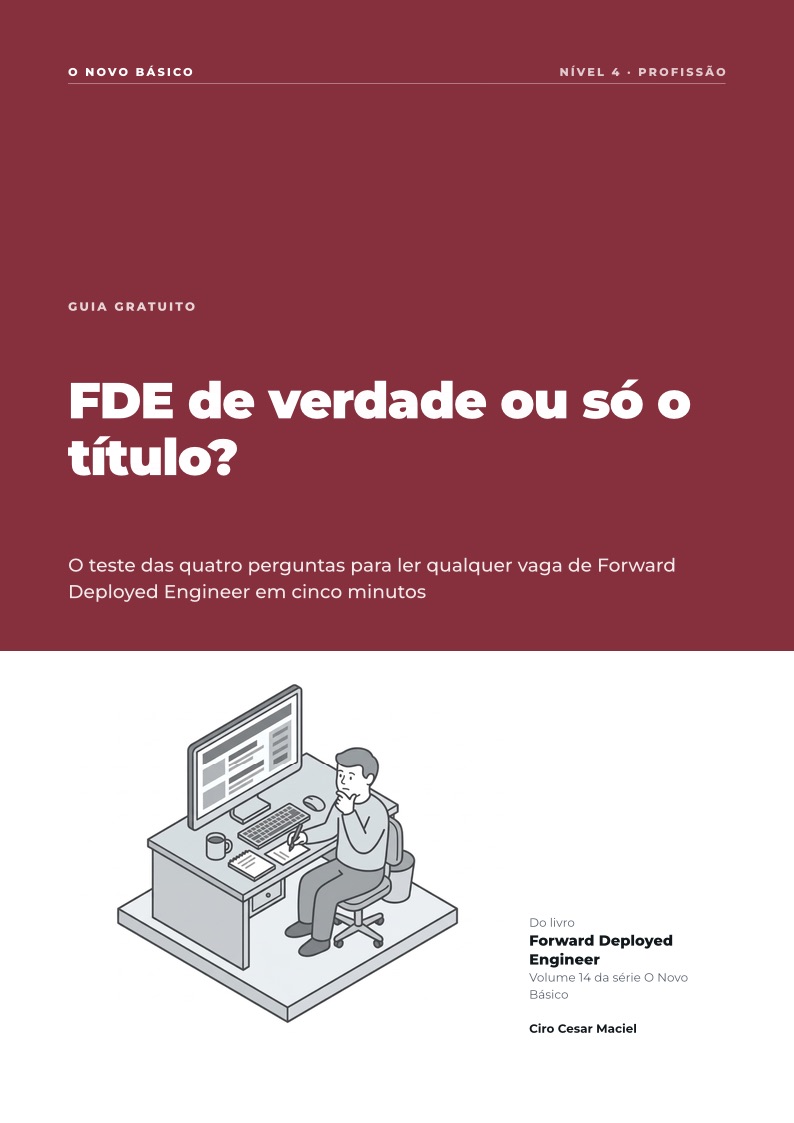 O NOVO BÁSICO
NÍVEL 4 · PROFISSÃO
GUIA GRATUITO
FDE de verdade ou só o
título?
O teste das quatro perguntas para ler qualquer vaga de Forward
Deployed Engineer em cinco minutos
Do livro
Forward Deployed
Engineer
Volume 14 da série O Novo
Básico
Ciro Cesar Maciel